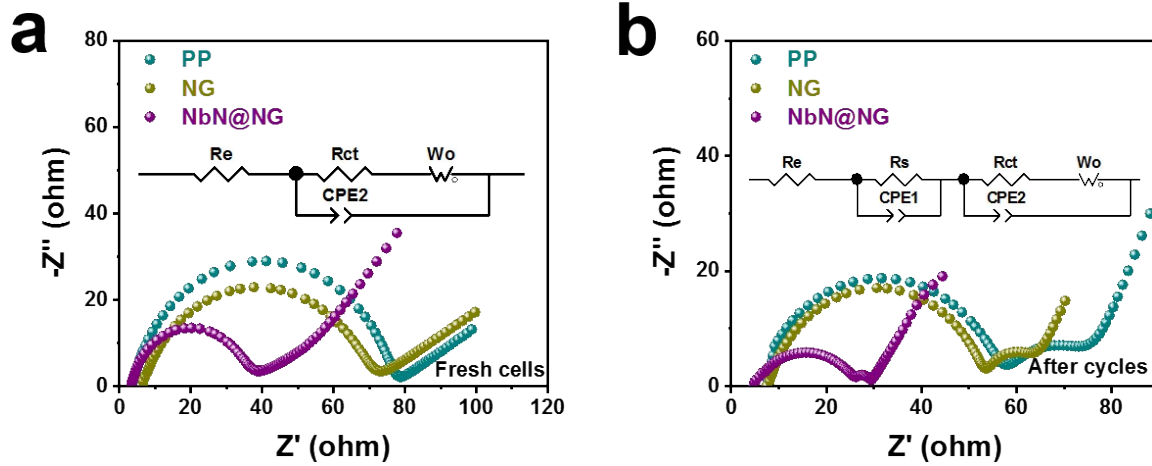 a
80
60
40
20
0
-Z'' (ohm)
PP
NG
NbN@NG
Re
Rct
Wo
CPE2
Fresh cells
0 20 40 60 80 100 120
Z' (ohm)
b
60
40
20
0
-Z'' (ohm)
PP
NG
NbN@NG
Re Rs Rct Wo
CPE1 CPE2
After cycles
0 20 40 60 80
Z' (ohm)